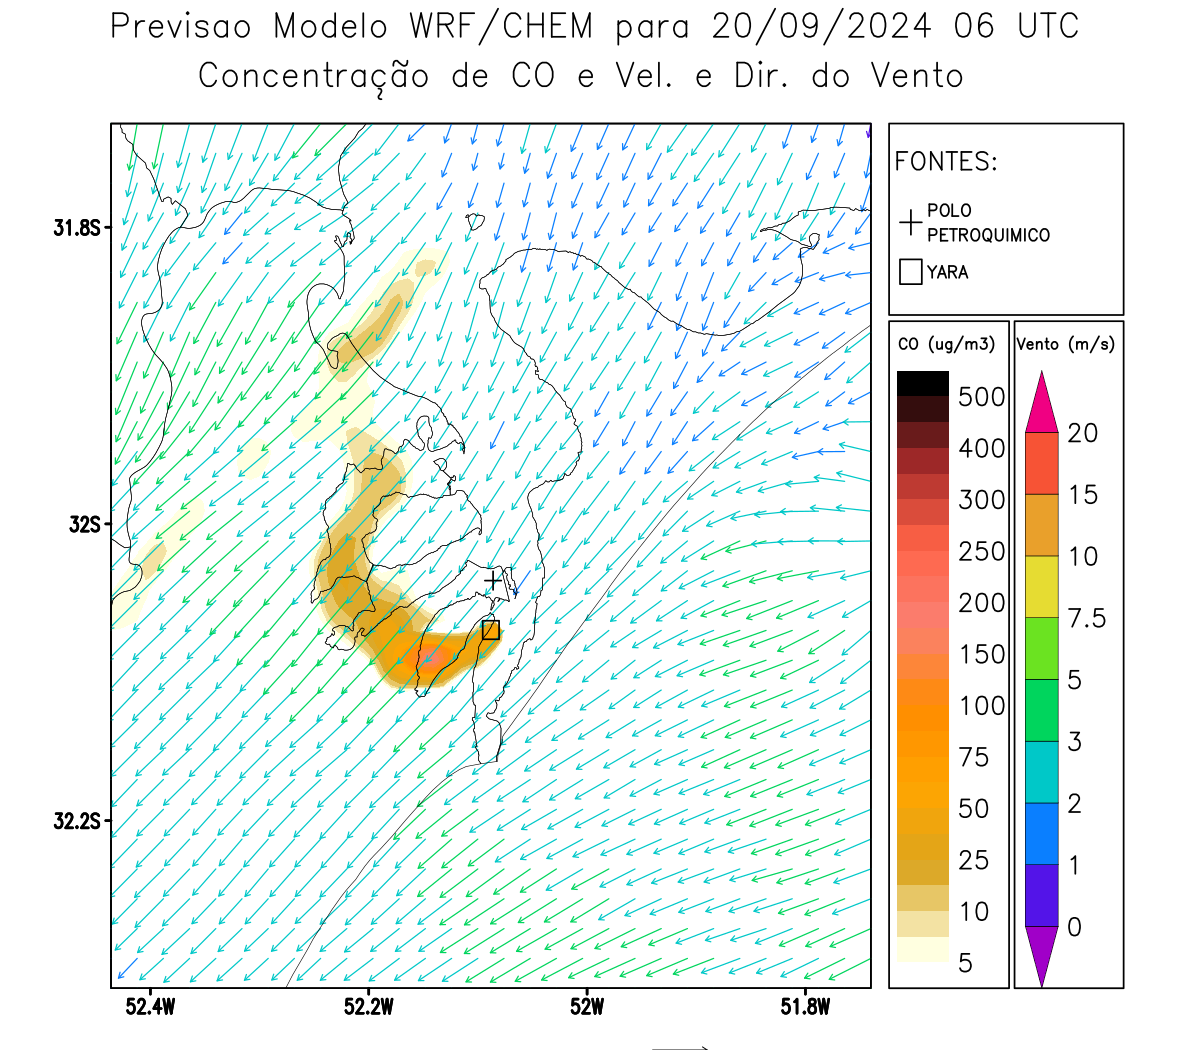 Previsao Modelo WRF/CHEM para 20/09/2024 06 UTC
Concentração de CO e Vel. e Dir. do Vento
FONTES:
POLO
PETROQUIMICO
YARA
31.8S
32S
32.2S
52.4W
52.2W
52W
51.8W
CO (ug/m3)
500
400
300
250
200
150
100
75
50
25
10
5
Vento (m/s)
20
15
10
7.5
5
3
2
1
0